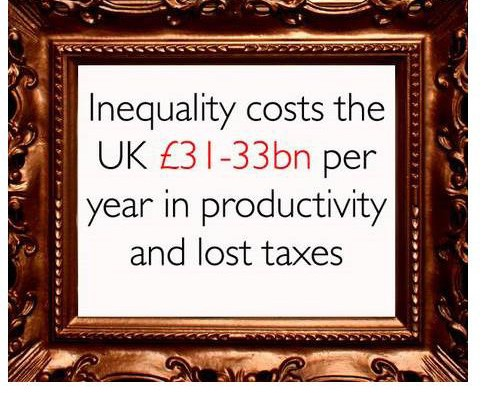 Inequality costs the
UK £31-33bn per
year in productivity
and lost taxes